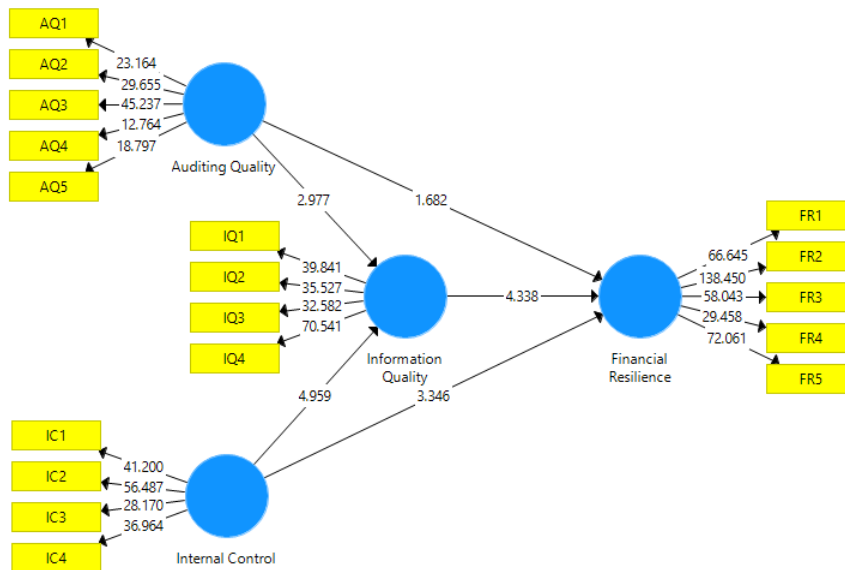 AQ1
AQ2
AQ3
AQ4
AQ5
23.164
29.655
45.237
12.764
18.797
Auditing Quality
2.977
1.682
IQ1
IQ2
IQ3
IQ4
39.841
35.527
32.582
70.541
Information
Quality
4.338
FR1
FR2
FR3
FR4
FR5
66.645
138.450
58.043
29.458
72.061
Financial
Resilience
4.959
3.346
IC1
IC2
IC3
IC4
41.200
56.487
28.170
36.964
Internal Control